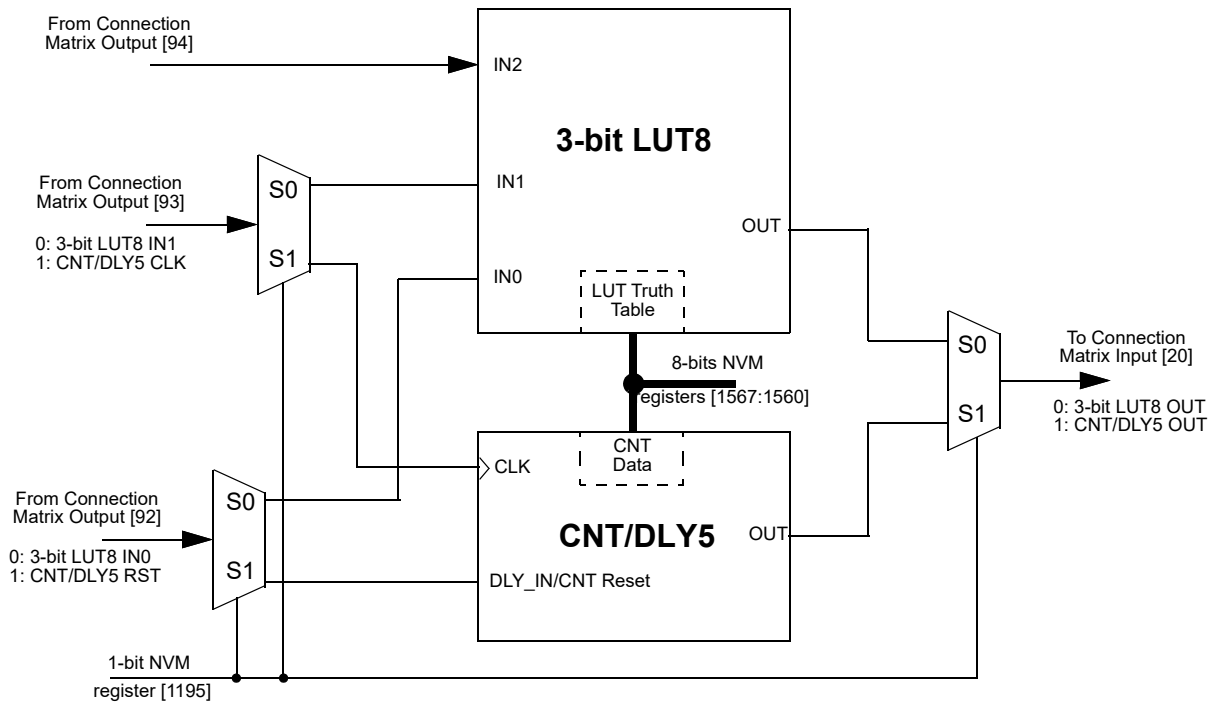 From Connection
Matrix Output [94]
IN2
3-bit LUT8
From Connection
Matrix Output [93]
S0
IN1
0: 3-bit LUT8 IN1
1: CNT/DLY5 CLK
S1
OUT
IN0
LUT Truth
Table
S0
To Connection
Matrix Input [20]
8-bits NVM
registers [1567:1560]
S1
0: 3-bit LUT8 OUT
1: CNT/DLY5 OUT
CLK
CNT
Data
From Connection
Matrix Output [92]
S0
CNT/DLY5
OUT
0: 3-bit LUT8 IN0
1: CNT/DLY5 RST
S1
DLY_IN/CNT Reset
1-bit NVM
register [1195]